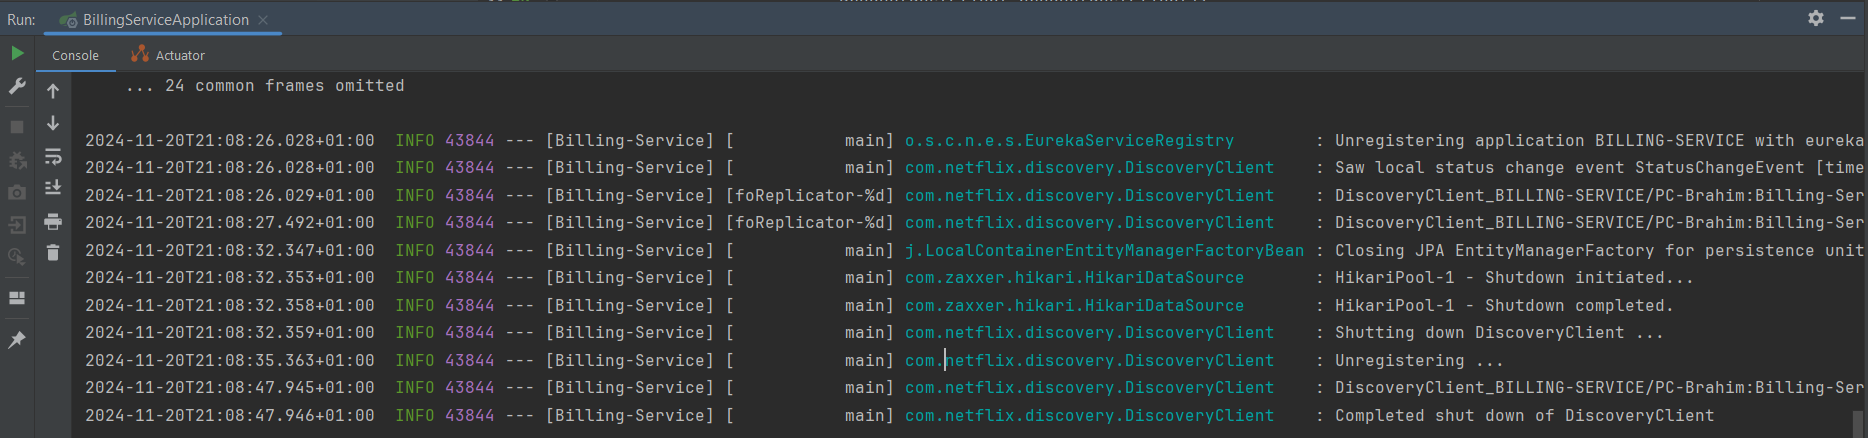 Run: BillingServiceApplication
Console Actuator
... 24 common frames omitted
2024-11-20T21:08:26.028+01:00  INFO 43844 --- [Billing-Service] [           main] o.s.c.n.e.s.EurekaServiceRegistry        : Unregistering application BILLING-SERVICE with eureka
2024-11-20T21:08:26.028+01:00  INFO 43844 --- [Billing-Service] [           main] com.netflix.discovery.DiscoveryClient    : Saw local status change event StatusChangeEvent [time
2024-11-20T21:08:26.029+01:00  INFO 43844 --- [Billing-Service] [foReplicator-%d] com.netflix.discovery.DiscoveryClient    : DiscoveryClient_BILLING-SERVICE/PC-Brahim:Billing-Ser
2024-11-20T21:08:27.492+01:00  INFO 43844 --- [Billing-Service] [foReplicator-%d] com.netflix.discovery.DiscoveryClient    : DiscoveryClient_BILLING-SERVICE/PC-Brahim:Billing-Ser
2024-11-20T21:08:32.347+01:00  INFO 43844 --- [Billing-Service] [           main] j.LocalContainerEntityManagerFactoryBean : Closing JPA EntityManagerFactory for persistence unit
2024-11-20T21:08:32.353+01:00  INFO 43844 --- [Billing-Service] [           main] com.zaxxer.hikari.HikariDataSource       : HikariPool-1 - Shutdown initiated...
2024-11-20T21:08:32.358+01:00  INFO 43844 --- [Billing-Service] [           main] com.zaxxer.hikari.HikariDataSource       : HikariPool-1 - Shutdown completed.
2024-11-20T21:08:32.359+01:00  INFO 43844 --- [Billing-Service] [           main] com.netflix.discovery.DiscoveryClient    : Shutting down DiscoveryClient ...
2024-11-20T21:08:35.363+01:00  INFO 43844 --- [Billing-Service] [           main] com.netflix.discovery.DiscoveryClient    : Unregistering ...
2024-11-20T21:08:47.945+01:00  INFO 43844 --- [Billing-Service] [           main] com.netflix.discovery.DiscoveryClient    : DiscoveryClient_BILLING-SERVICE/PC-Brahim:Billing-Ser
2024-11-20T21:08:47.946+01:00  INFO 43844 --- [Billing-Service] [           main] com.netflix.discovery.DiscoveryClient    : Completed shut down of DiscoveryClient